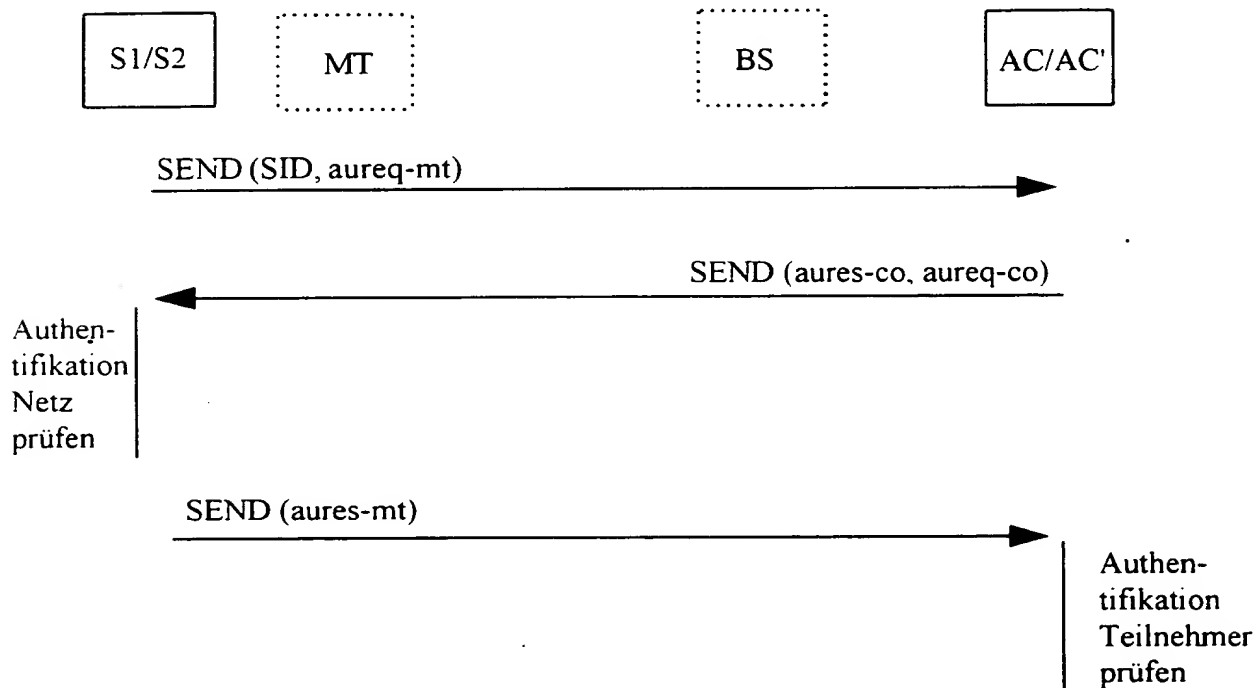 S1/S2
MT
BS
AC/AC'
SEND (SID, aureq-mt)
SEND (aures-co, aureq-co)
Authen-
tifikation
Netz
prüfen
SEND (aures-mt)
Authen-
tifikation
Teilnehmer
prüfen